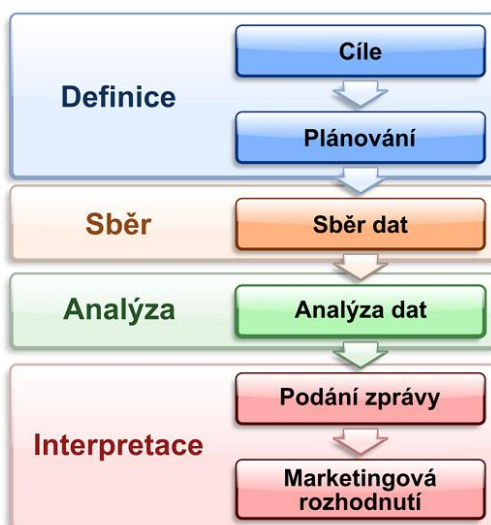 Definice
Cíle
Plánování
Sběr
Sběr dat
Analýza
Analýza dat
Interpretace
Podání zprávy
Marketingová
rozhodnutí